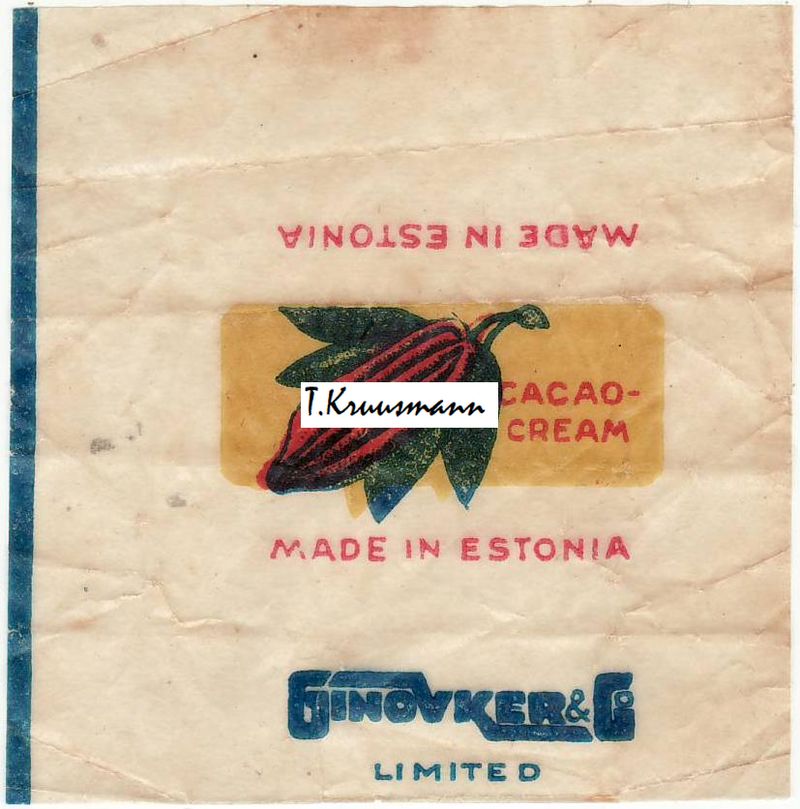 MADE IN ESTONIA
T.Kruusmann
CACAO-
CREAM
MADE IN ESTONIA
GINOVKER & Co
LIMITED